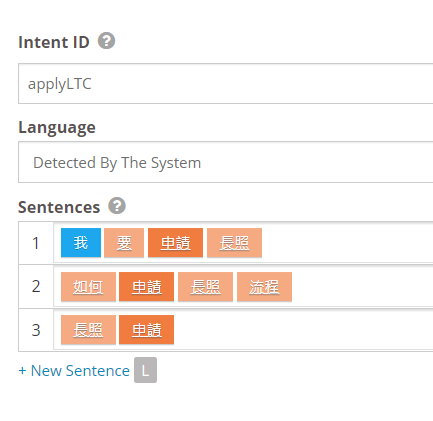 Intent ID ?
applyLTC
Language
Detected By The System
Sentences ?
1 我 要 申請 長照
2 如何 申請 長照 流程
3 長照 申請
+ New Sentence L